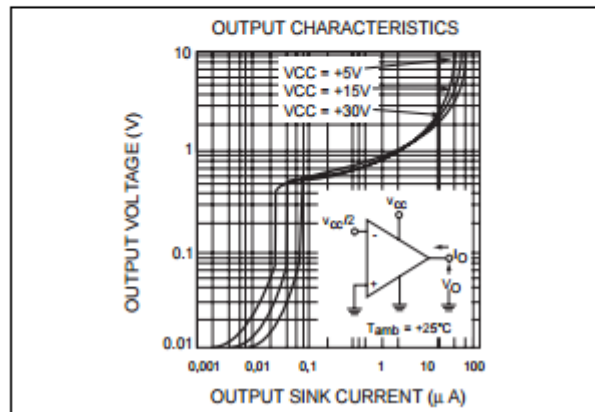 OUTPUT CHARACTERISTICS
10
VCC = +5V
VCC = +15V
VCC = +30V
OUTPUT VOLTAGE (V)
1
0.1
0.01
vcc
vcc/2
-
+
IO
VO
Tamb = +25°C
0,001 0,01 0,1 1 10 100
OUTPUT SINK CURRENT (μ A)